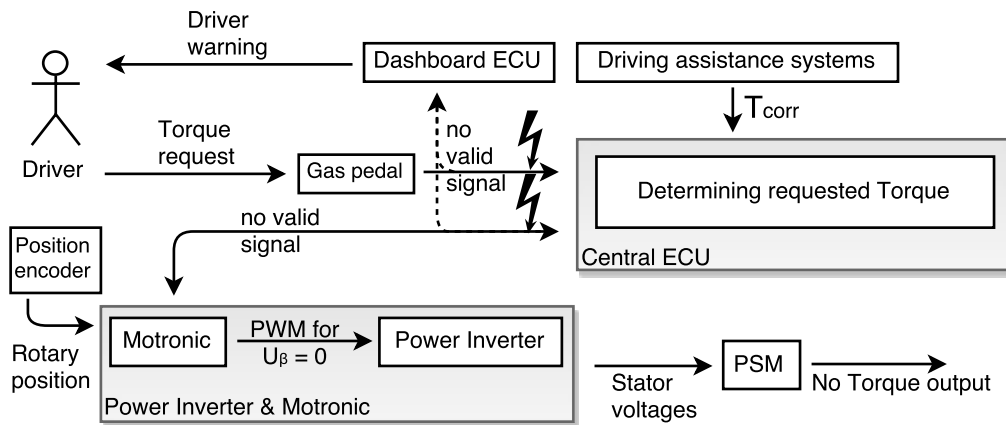 Driver
warning
Dashboard ECU
Driving assistance systems
Tcorr
Driver
Torque
request
Gas pedal
no
valid
signal
Determining requested Torque
Central ECU
no valid
signal
Position
encoder
Rotary
position
Motronic
PWM for
Uβ = 0
Power Inverter
Power Inverter & Motronic
Stator
voltages
PSM
No Torque output